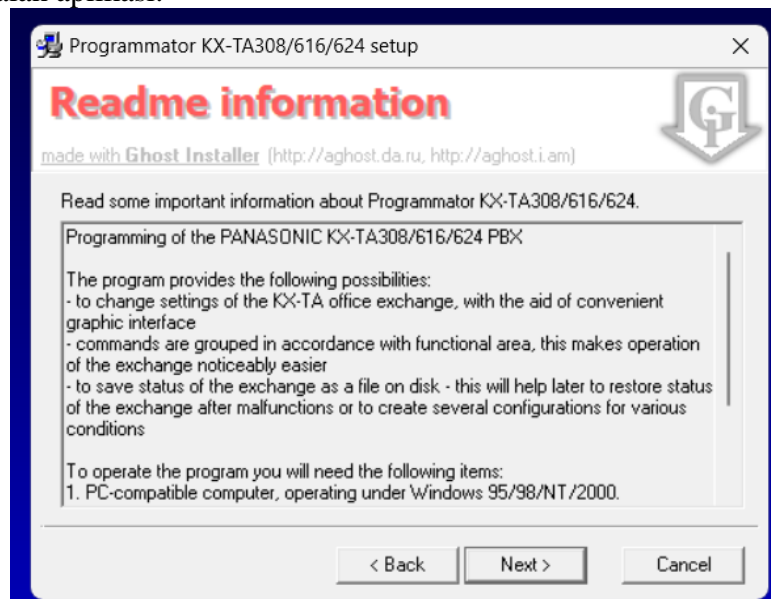 Programmator KX-TA308/616/624 setup
Readme information
made with Ghost Installer (http://aghost.da.ru, http://aghost.i.am)
Read some important information about Programmator KX-TA308/616/624.
Programming of the PANASONIC KX-TA308/616/624 PBX
The program provides the following possibilities:
- to change settings of the KX-TA office exchange, with the aid of convenient
graphic interface
- commands are grouped in accordance with functional area, this makes operation
of the exchange noticeably easier
- to save status of the exchange as a file on disk - this will help later to restore status
of the exchange after malfunctions or to create several configurations for various
conditions
To operate the program you will need the following items:
1. PC-compatible computer, operating under Windows 95/98/NT/2000.
< Back
Next >
Cancel